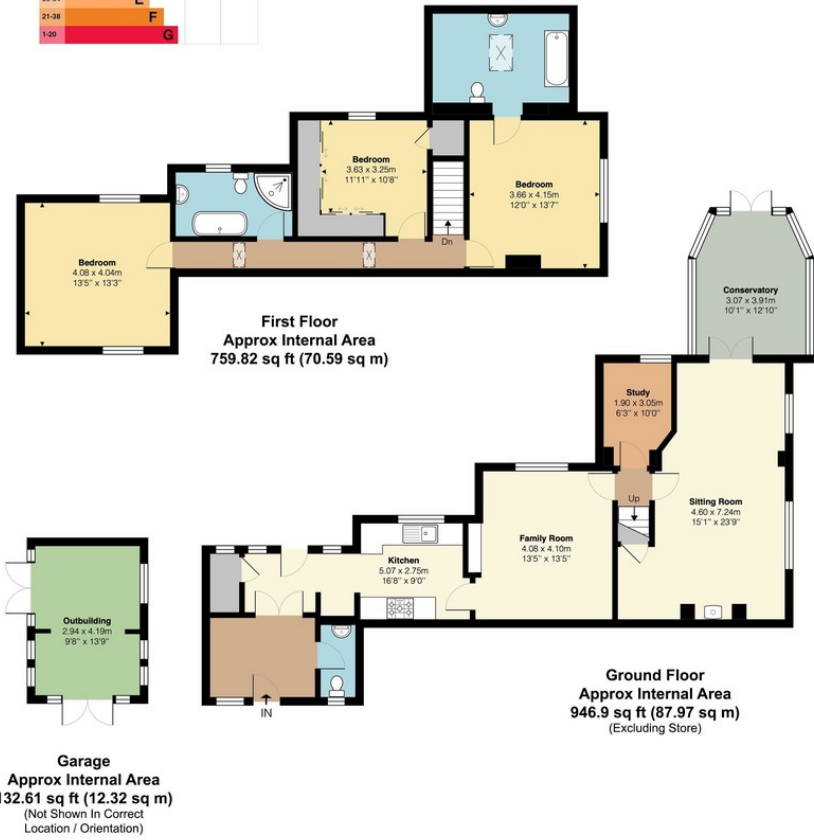 E
21-38
F
1-20
G
Bedroom
3.63 x 3.25m
11'11" x 10'8"
Bedroom
3.66 x 4.15m
12'0" x 13'7"
Dn
Bedroom
4.08 x 4.04m
13'5" x 13'3"
First Floor
Approx Internal Area
759.82 sq ft (70.59 sq m)
Conservatory
3.07 x 3.91m
10'1" x 12'10"
Study
1.90 x 3.05m
6'3" x 10'0"
Up
Sitting Room
4.60 x 7.24m
15'1" x 23'9"
Family Room
4.08 x 4.10m
13'5" x 13'5"
Kitchen
5.07 x 2.75m
16'8" x 9'0"
IN
Outbuilding
2.94 x 4.19m
9'8" x 13'9"
Ground Floor
Approx Internal Area
946.9 sq ft (87.97 sq m)
(Excluding Store)
Garage
Approx Internal Area
132.61 sq ft (12.32 sq m)
(Not Shown In Correct
Location / Orientation)